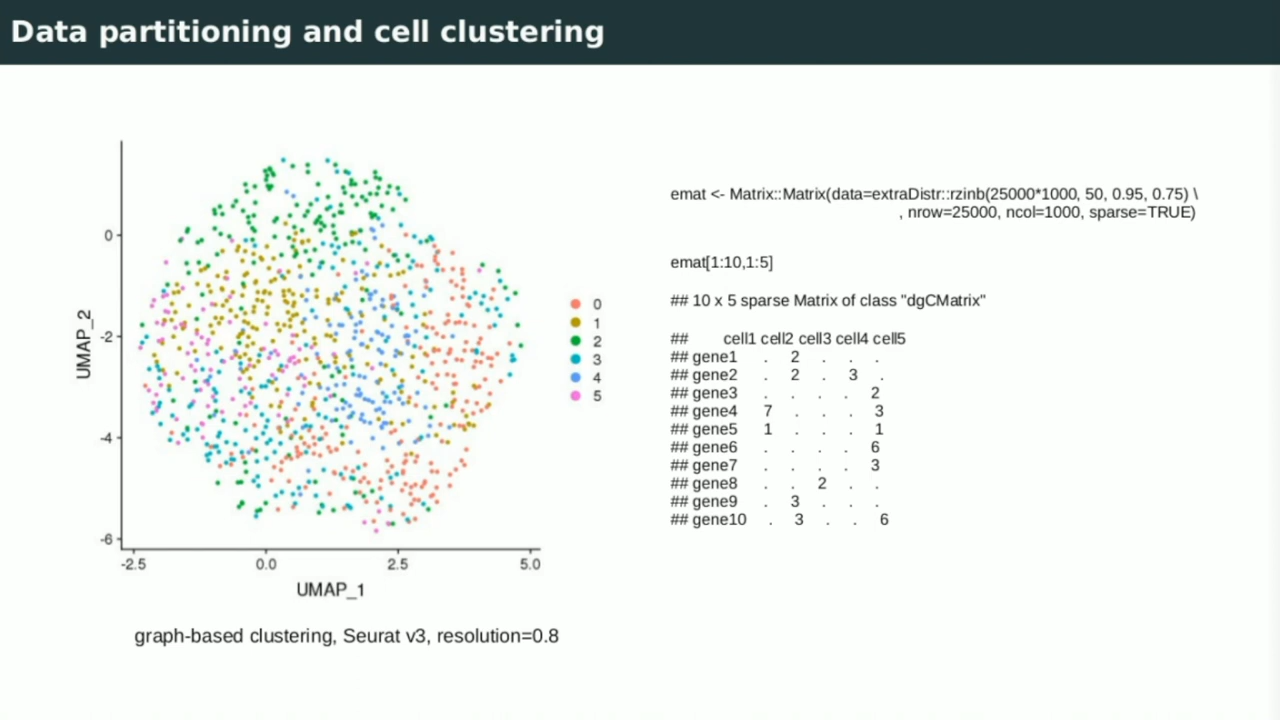 Data partitioning and cell clustering
0
-2
-4
-6
UMAP_2
-2.5 0.0 2.5 5.0
UMAP_1
0
1
2
3
4
5
graph-based clustering, Seurat v3, resolution=0.8
emat <- Matrix::Matrix(data=extraDistr::rzinb(25000*1000, 50, 0.95, 0.75) \
, nrow=25000, ncol=1000, sparse=TRUE)
emat[1:10,1:5]
## 10 x 5 sparse Matrix of class "dgCMatrix"
## cell1 cell2 cell3 cell4 cell5
## gene1 . 2 . . .
## gene2 . 2 . 3 .
## gene3 . . . . 2
## gene4 7 . . . 3
## gene5 1 . . . 1
## gene6 . . . . 6
## gene7 . . . . 3
## gene8 . . 2 . .
## gene9 . 3 . . .
## gene10 . 3 . . 6